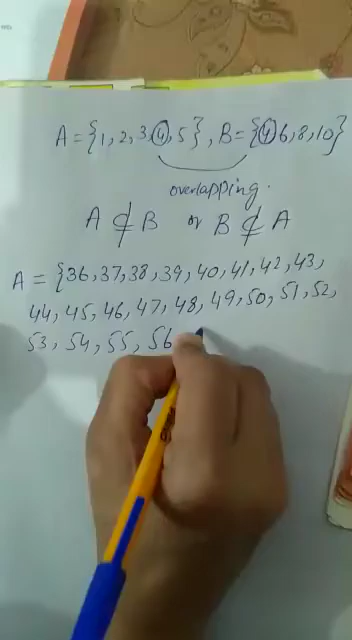 A = {1, 2, 3, 4, 5}, B = {4, 6, 8, 10}
overlapping.
A ⊄ B or B ⊄ A
A = {36, 37, 38, 39, 40, 41, 42, 43,
44, 45, 46, 47, 48, 49, 50, 51, 52,
53, 54, 55, 56